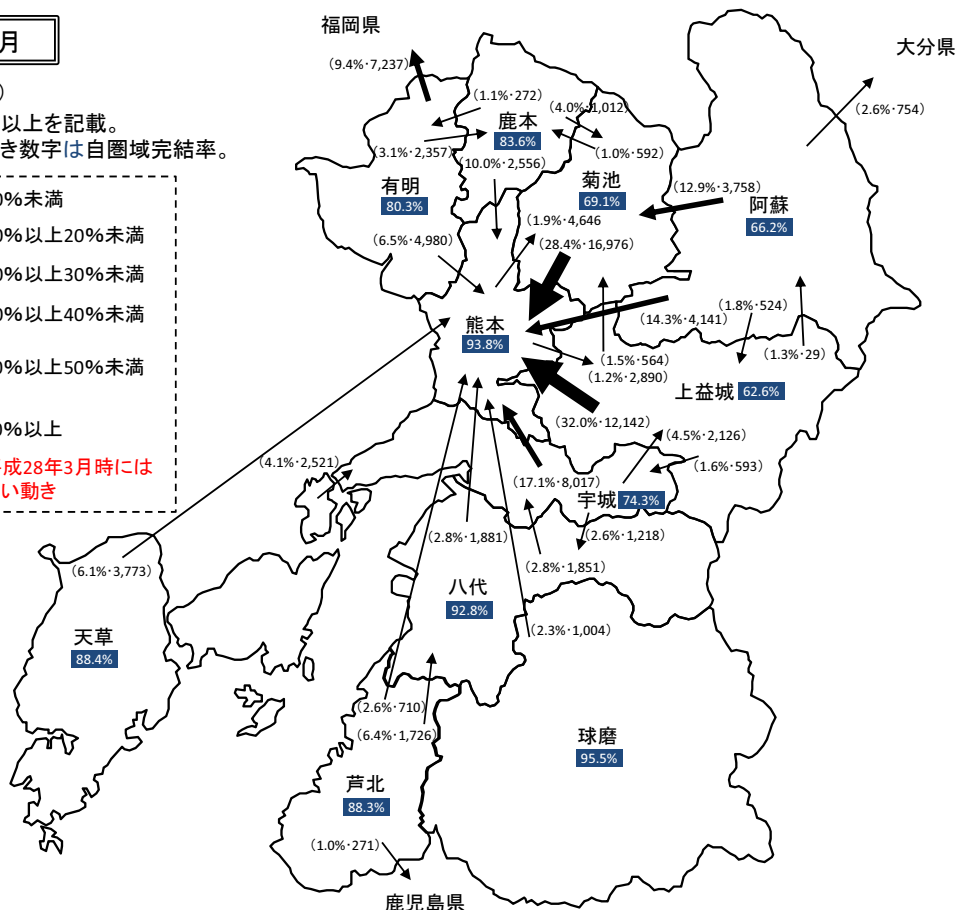 月
）
以上を記載。
き数字は自圏域完結率。
0%未満
0%以上20%未満
0%以上30%未満
0%以上40%未満
0%以上50%未満
0%以上
成28年3月時には
い動き
福岡県
大分県
（9.4%･7,237）
（2.6%･754）
（1.1%･272）
（4.0%･1,012）
鹿本
83.6%
（3.1%･2,357）
（10.0%･2,556）
（1.0%･592）
有明
80.3%
菊池
69.1%
（12.9%･3,758）
阿蘇
66.2%
（1.9%･4,646
（6.5%･4,980）
（28.4%･16,976）
熊本
93.8%
（1.8%･524）
（14.3%･4,141）
（1.3%･29）
（1.5%･564）
（1.2%･2,890）
上益城
62.6%
（32.0%･12,142）
（4.5%･2,126）
（4.1%･2,521）
（1.6%･593）
（17.1%･8,017）
宇城
74.3%
（2.8%･1,881）
（2.6%･1,218）
（2.8%･1,851）
（6.1%･3,773）
八代
92.8%
（2.3%･1,004）
天草
88.4%
（2.6%･710）
（6.4%･1,726）
球磨
95.5%
芦北
88.3%
（1.0%･271）
鹿児島県